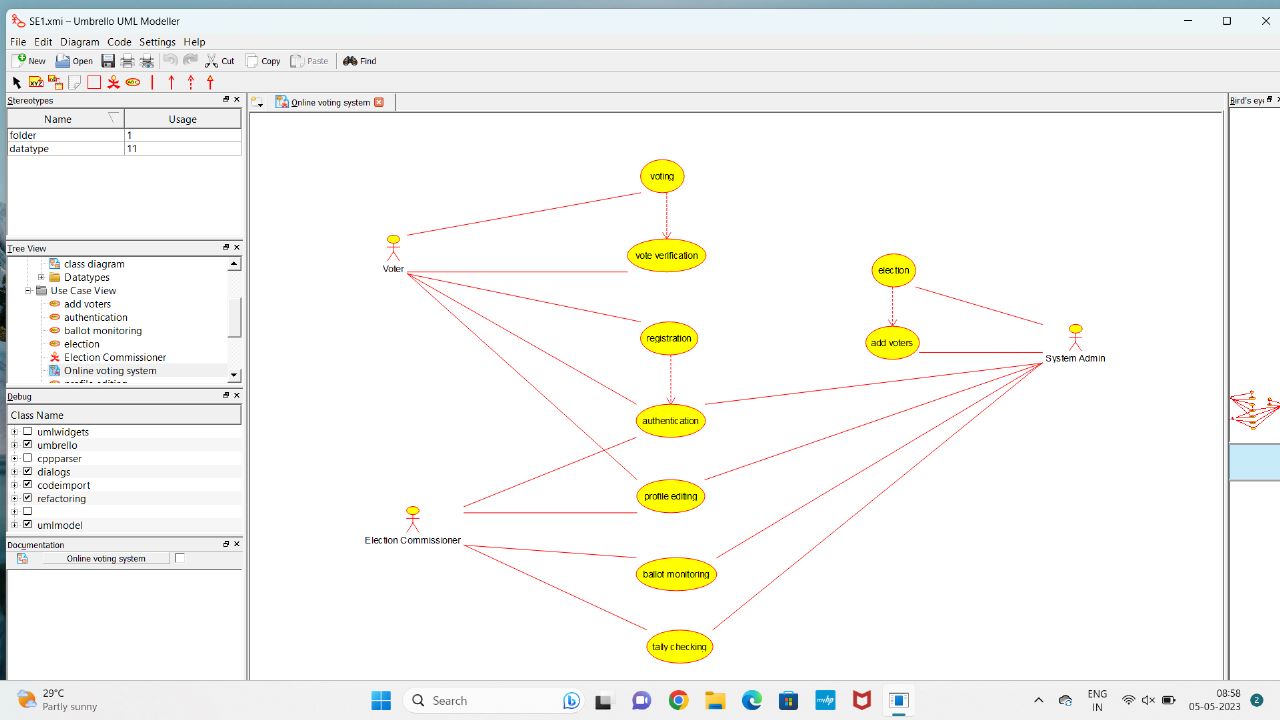 SE1.xmi – Umbrello UML Modeller
File Edit Diagram Code Settings Help
New Open Cut Copy Paste Find
Stereotypes
Name Usage
folder 1
datatype 11
Tree View
class diagram
Datatypes
Use Case View
add voters
authentication
ballot monitoring
election
Election Commissioner
Online voting system
profile editing
Debug
Class Name
umlwidgets
umbrello
cppparser
dialogs
codeimport
refactoring
umlmodel
Documentation
Online voting system
Online voting system
voting
vote verification
Voter
election
registration
add voters
System Admin
authentication
profile editing
Election Commissioner
ballot monitoring
tally checking
Bird's eye
29°C
Partly sunny
Search
myhp
ENG
IN
08:58
05-05-2023
2